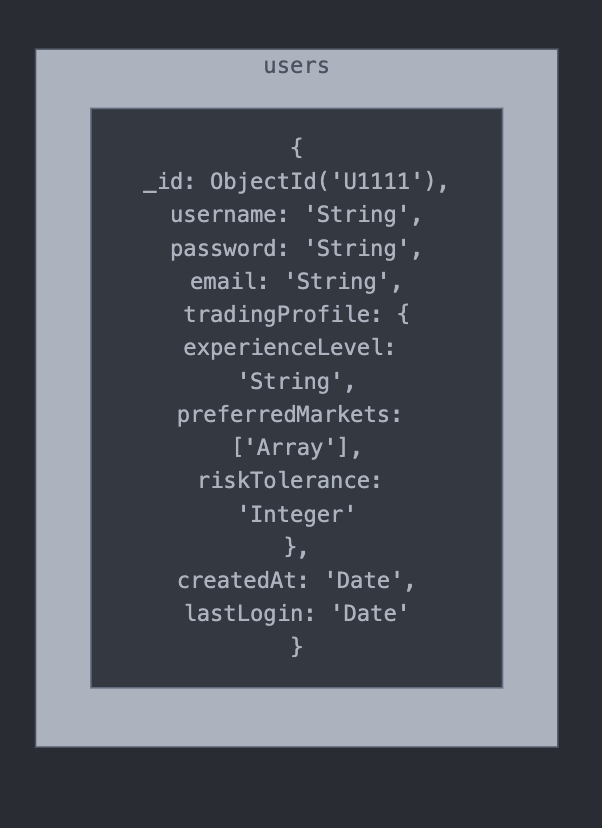 users
{
_id: ObjectId('U1111'),
username: 'String',
password: 'String',
email: 'String',
tradingProfile: {
experienceLevel:
'String',
preferredMarkets:
['Array'],
riskTolerance:
'Integer'
},
createdAt: 'Date',
lastLogin: 'Date'
}